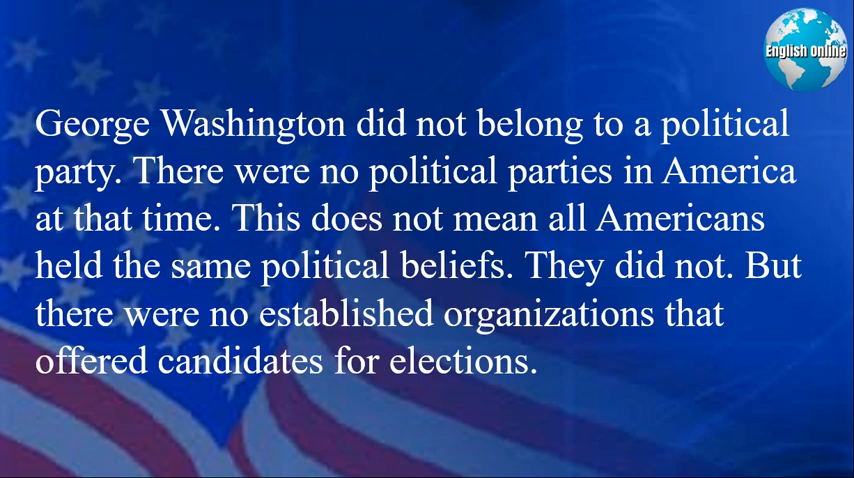 English Online
George Washington did not belong to a political
party. There were no political parties in America
at that time. This does not mean all Americans
held the same political beliefs. They did not. But
there were no established organizations that
offered candidates for elections.